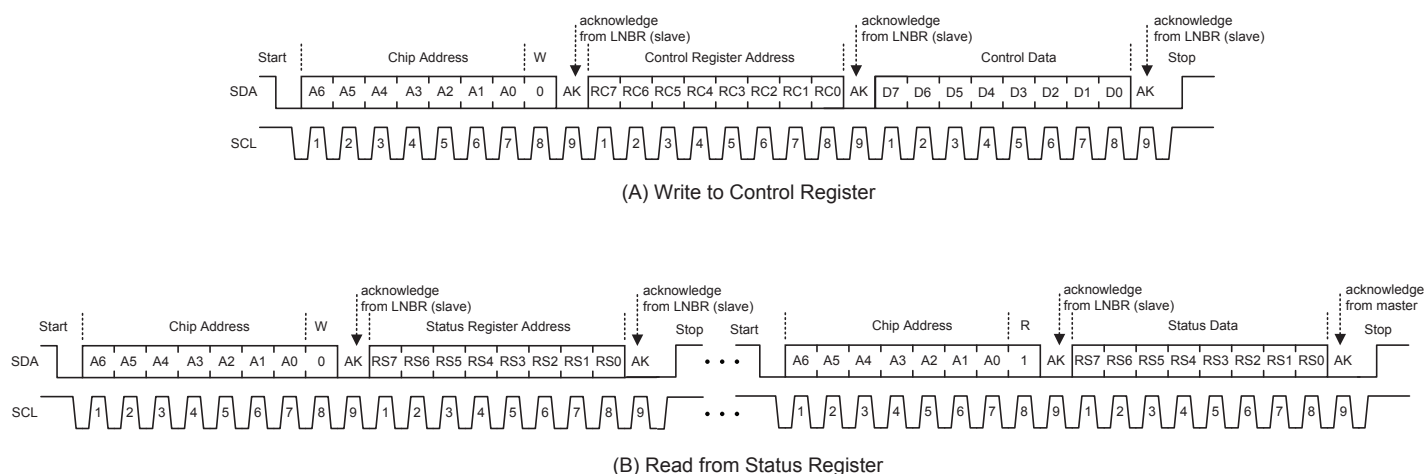 acknowledge acknowledge acknowledge
from LNBR (slave) from LNBR (slave) from LNBR (slave)
Start Chip Address W Control Register Address Control Data Stop
SDA A6 A5 A4 A3 A2 A1 A0 0 AK RC7 RC6 RC5 RC4 RC3 RC2 RC1 RC0 AK D7 D6 D5 D4 D3 D2 D1 D0 AK
SCL 1 2 3 4 5 6 7 8 9 1 2 3 4 5 6 7 8 9 1 2 3 4 5 6 7 8 9
(A) Write to Control Register
acknowledge acknowledge acknowledge acknowledge
from LNBR (slave) from LNBR (slave) from LNBR (slave) from master
Start Chip Address W Status Register Address Stop Start Chip Address R Status Data Stop
SDA A6 A5 A4 A3 A2 A1 A0 0 AK RS7 RS6 RS5 RS4 RS3 RS2 RS1 RS0 AK • • • A6 A5 A4 A3 A2 A1 A0 1 AK RS7 RS6 RS5 RS4 RS3 RS2 RS1 RS0 AK
SCL 1 2 3 4 5 6 7 8 9 1 2 3 4 5 6 7 8 9 • • • 1 2 3 4 5 6 7 8 9 1 2 3 4 5 6 7 8 9
(B) Read from Status Register